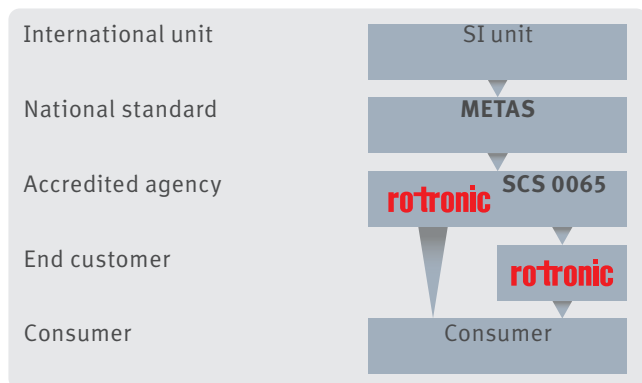 International unit SI unit
National standard METAS
Accredited agency rotronic SCS 0065
End customer rotronic
Consumer Consumer